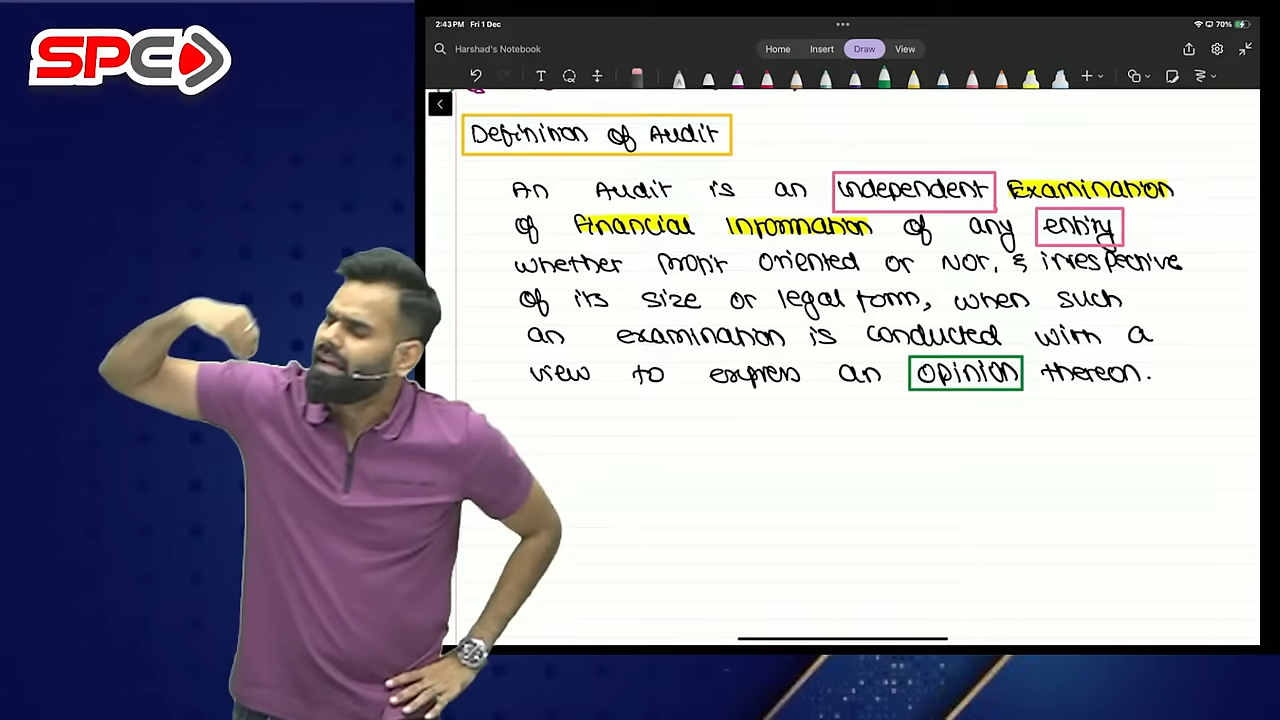 SPC
2:43 PM Fri 1 Dec
70%
Harshad's Notebook
Home Insert Draw View
Definition of Audit
An Audit is an independent Examination
of financial Information of any entity
whether profit oriented or Not, & irrespective
of its size or legal form, when such
an examination is conducted with a
view to express an opinion thereon.